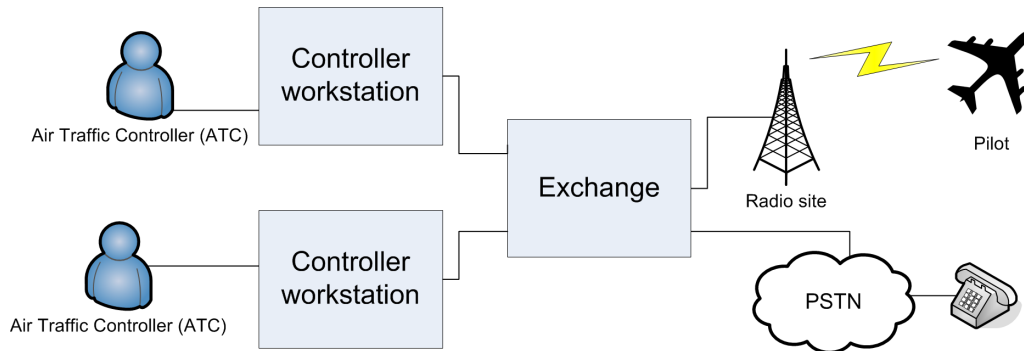 Controller
workstation
Air Traffic Controller (ATC)
Exchange
Pilot
Radio site
Controller
workstation
PSTN
Air Traffic Controller (ATC)